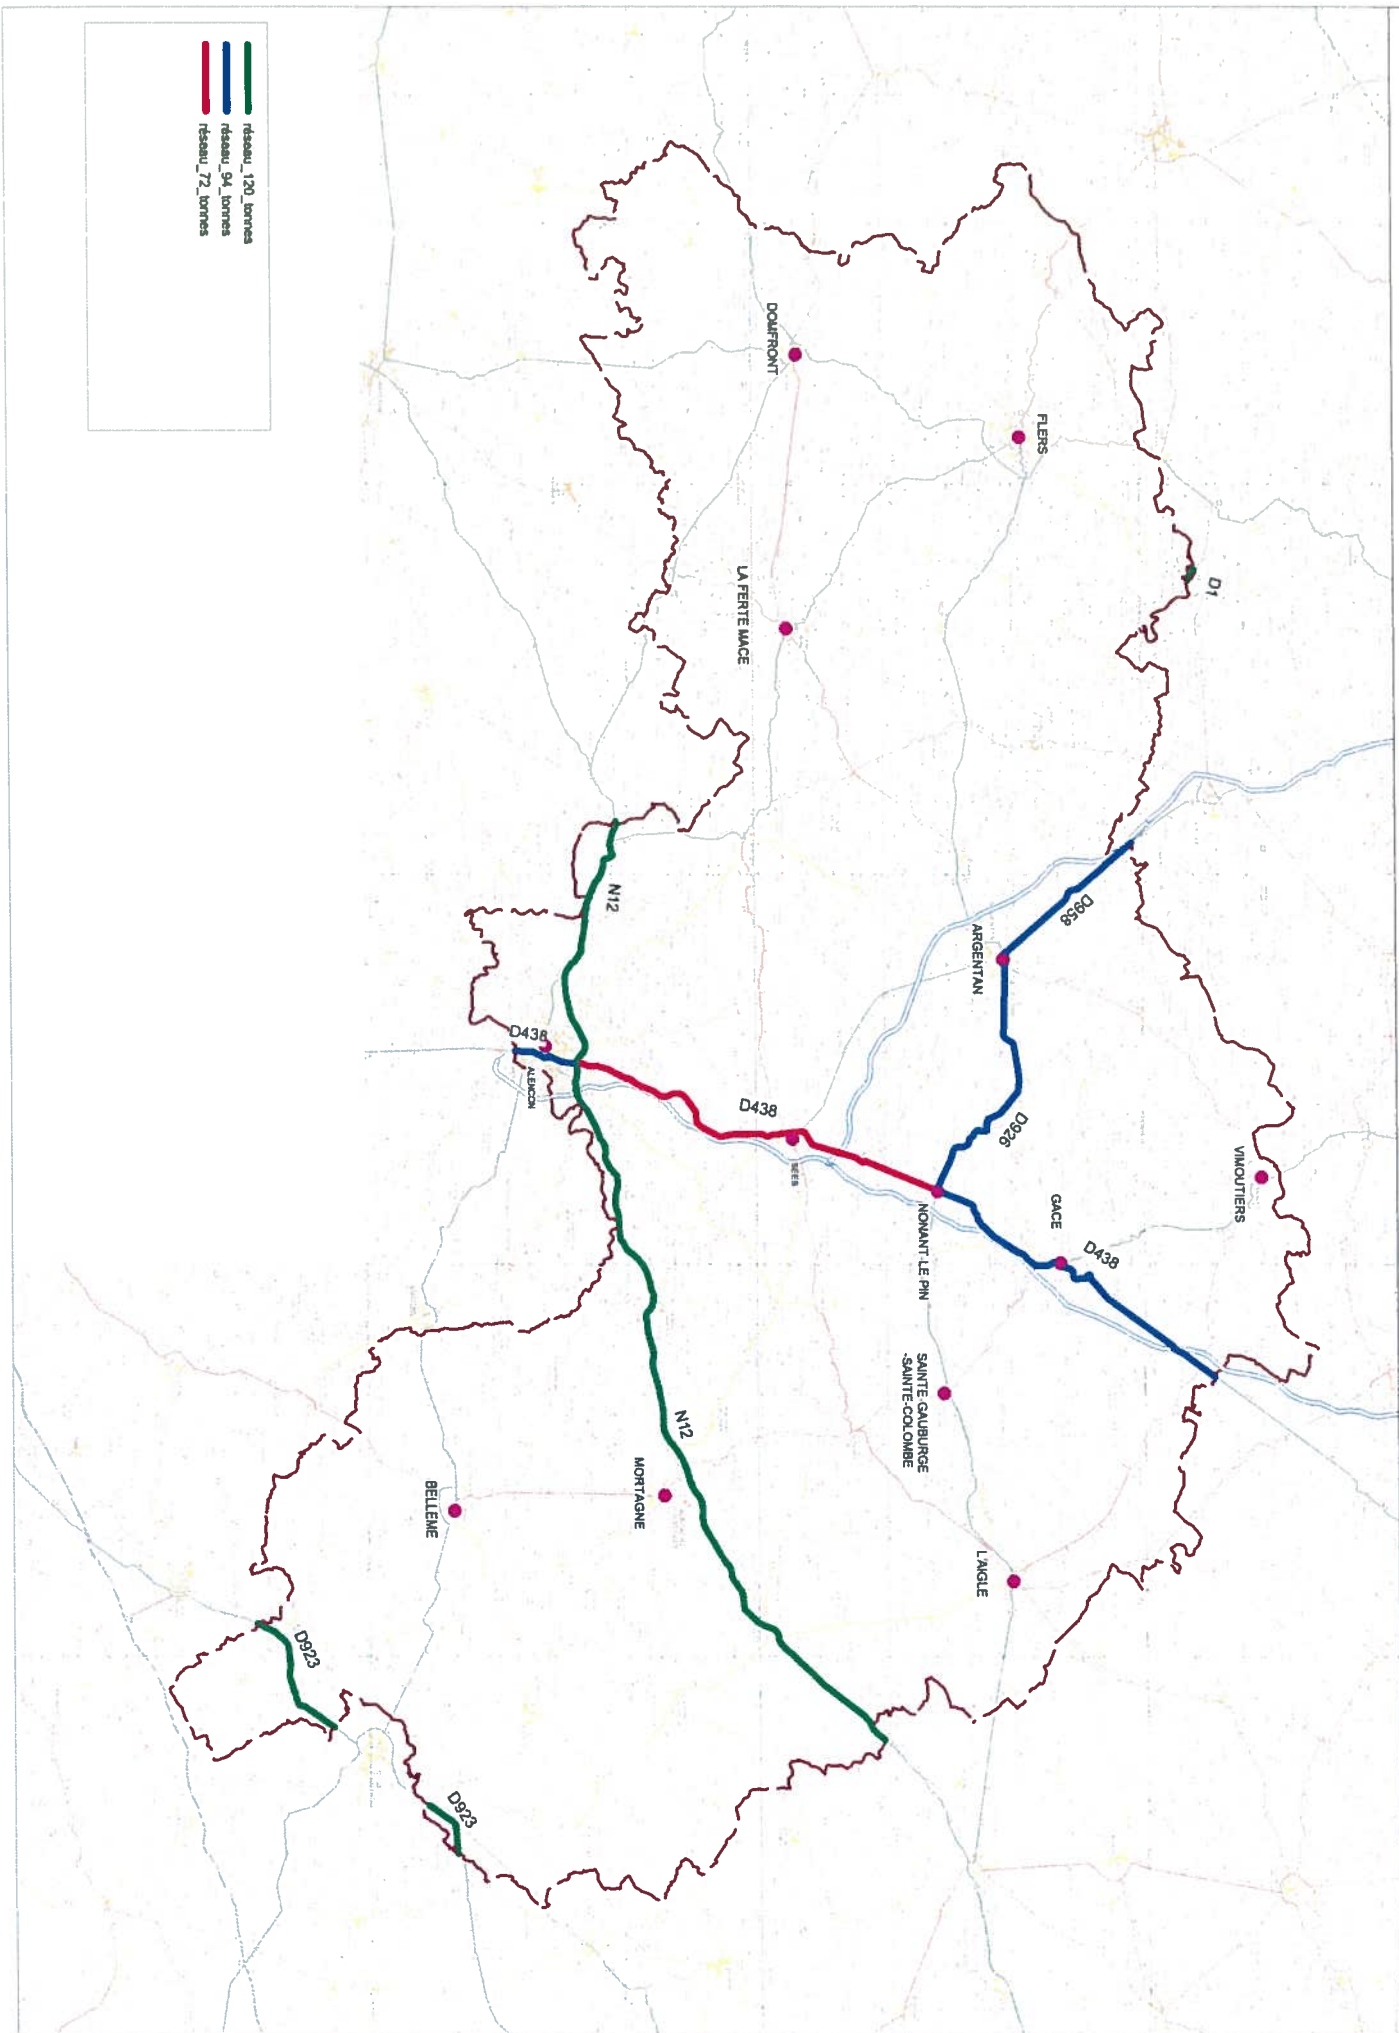 réseau_120_tonnes
réseau_94_tonnes
réseau_72_tonnes
D1
FLERS
DOMFRONT
LA FERTE MACE
D958
ARGENTAN
D926
VIMOUTIERS
GACE
D438
NONANT-LE-PIN
SAINTE-GAUBURGE
-SAINTE-COLOMBE
L'AIGLE
N12
D438
ALENCON
D438
SEES
N12
MORTAGNE
BELLEME
D923
D923